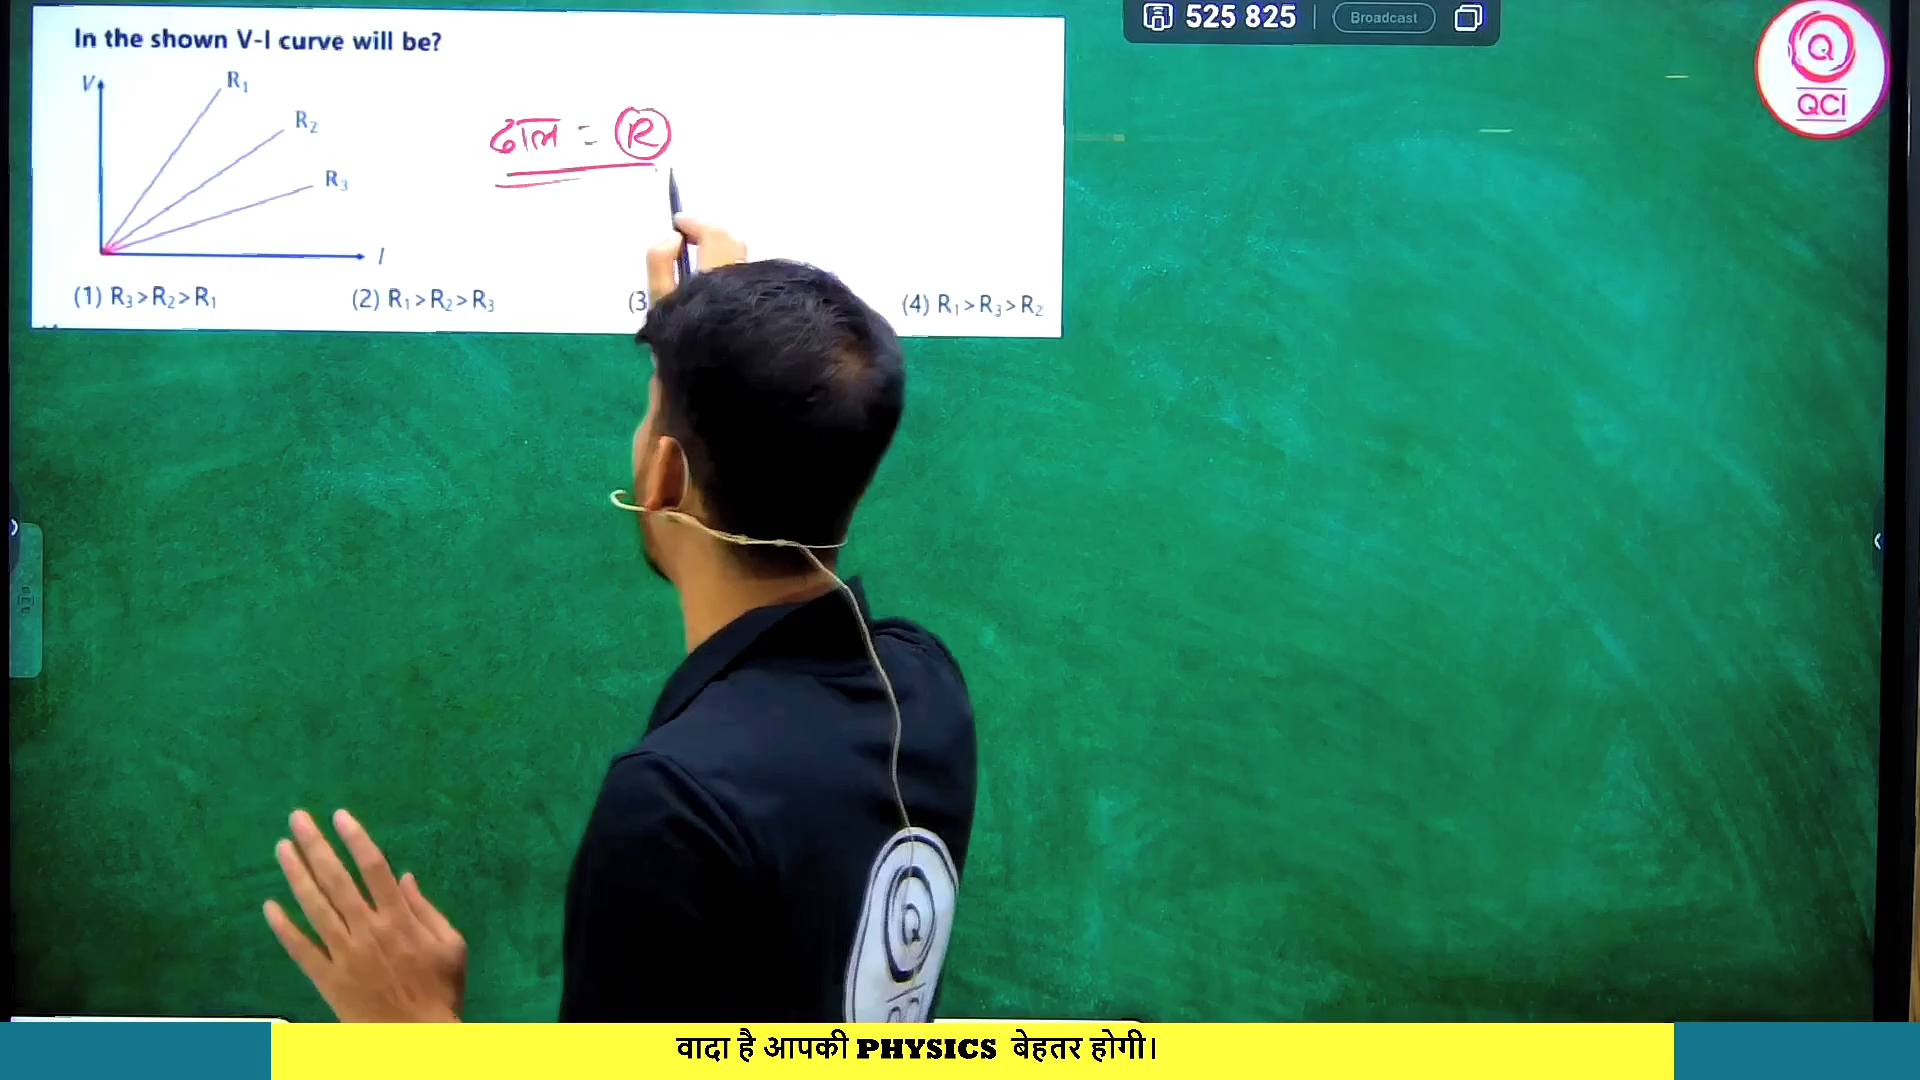 525 825 Broadcast
Q
QCI
In the shown V-I curve will be?
V
R₁
R₂
R₃
I
ढाल = R
(1) R₃>R₂>R₁ (2) R₁>R₂>R₃ (3 (4) R₁>R₃>R₂
Q
वादा है आपकी PHYSICS बेहतर होगी।